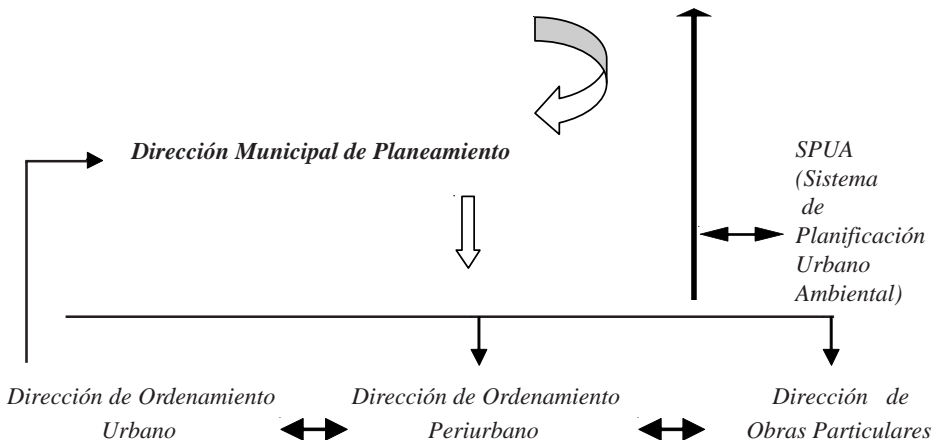 Dirección Municipal de Planeamiento
SPUA
(Sistema
de
Planificación
Urbano
Ambiental)
Dirección de Ordenamiento
Urbano
Dirección de Ordenamiento
Periurbano
Dirección de
Obras Particulares